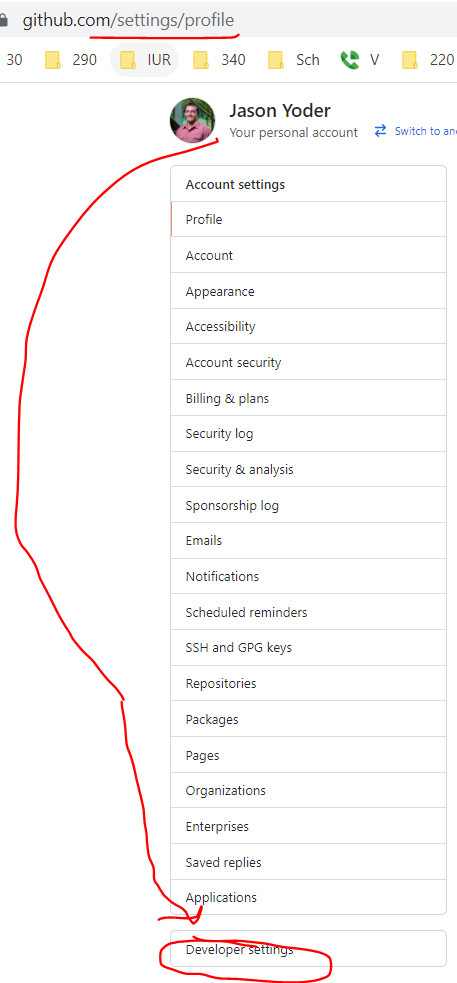 github.com/settings/profile
30 290 IUR 340 Sch V 220
Jason Yoder
Your personal account Switch to an
Account settings
Profile
Account
Appearance
Accessibility
Account security
Billing & plans
Security log
Security & analysis
Sponsorship log
Emails
Notifications
Scheduled reminders
SSH and GPG keys
Repositories
Packages
Pages
Organizations
Enterprises
Saved replies
Applications
Developer settings